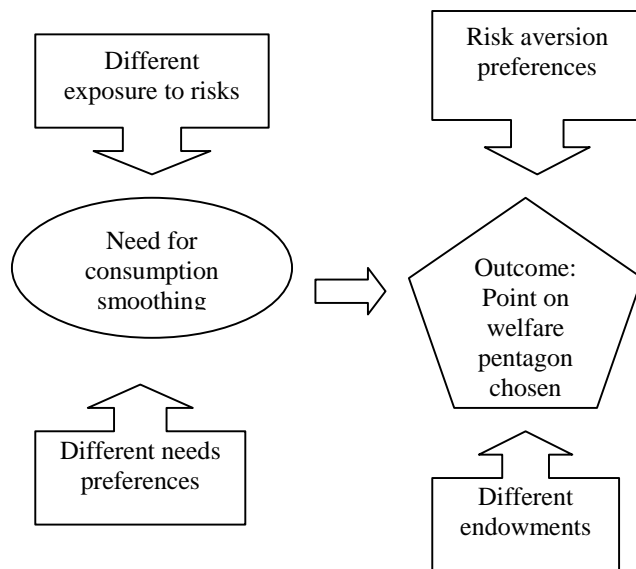 Different
exposure to risks
Risk aversion
preferences
Need for
consumption
smoothing
Outcome:
Point on
welfare
pentagon
chosen
Different needs
preferences
Different
endowments